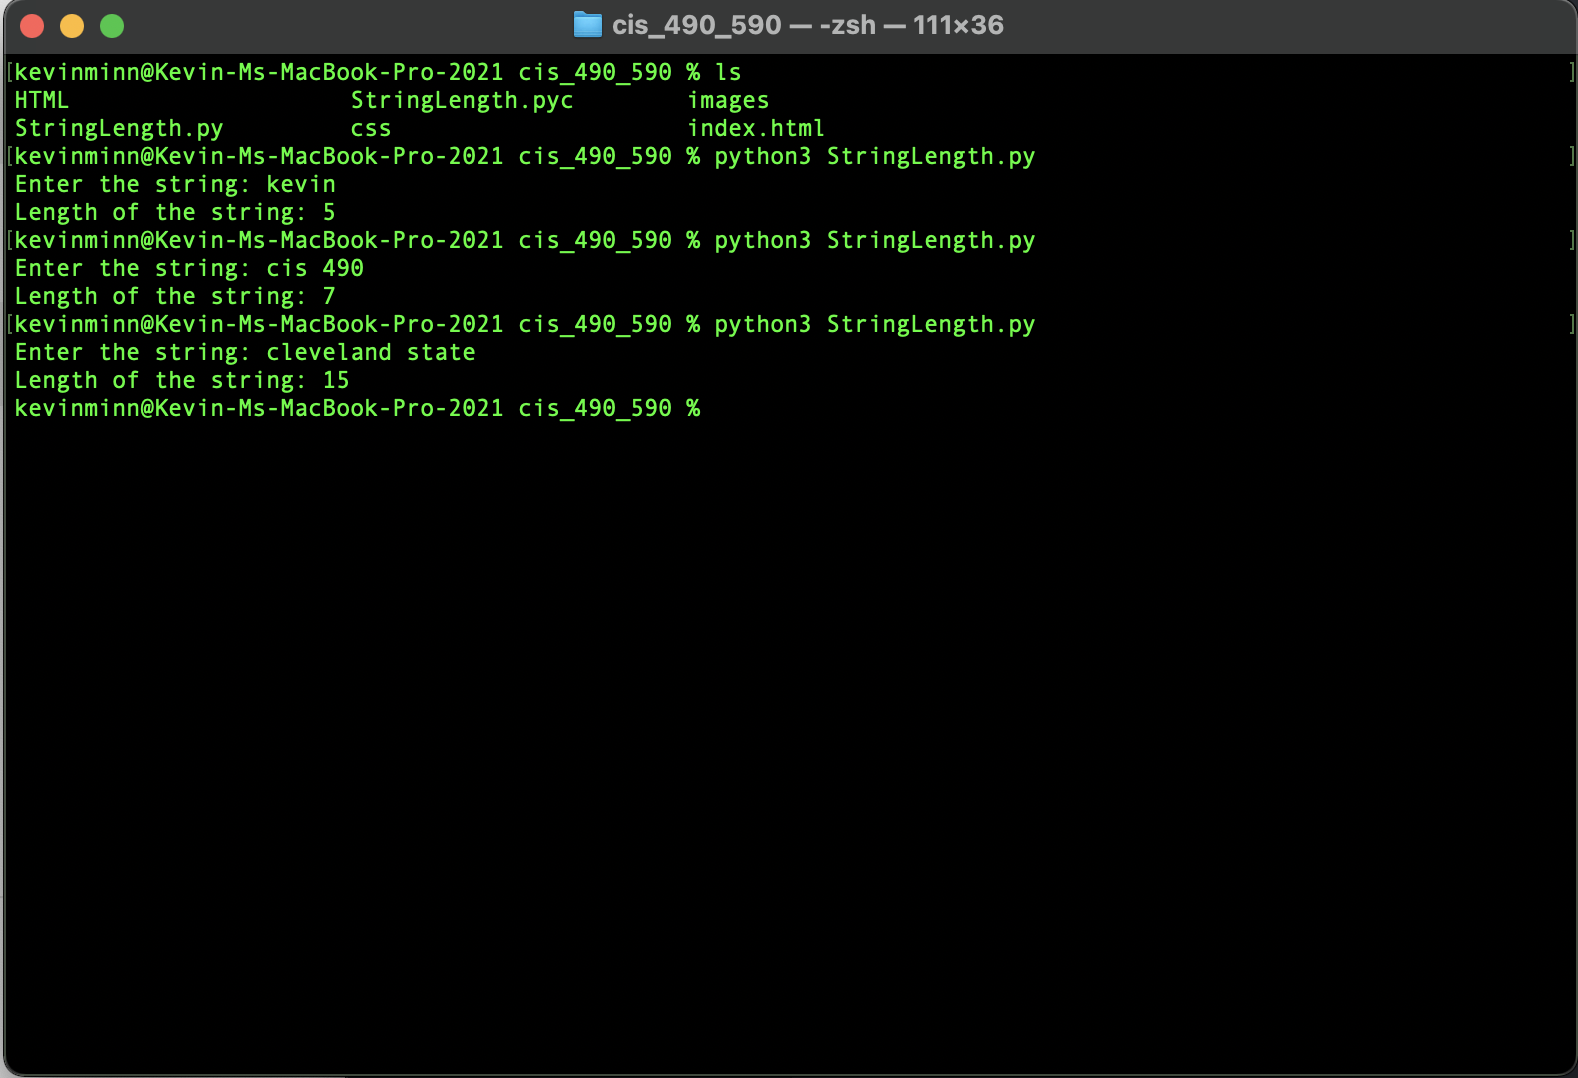 cis_490_590 — -zsh — 111×36
[kevinminn@Kevin-Ms-MacBook-Pro-2021 cis_490_590 % ls ]
HTML StringLength.pyc images
StringLength.py css index.html
[kevinminn@Kevin-Ms-MacBook-Pro-2021 cis_490_590 % python3 StringLength.py ]
Enter the string: kevin
Length of the string: 5
[kevinminn@Kevin-Ms-MacBook-Pro-2021 cis_490_590 % python3 StringLength.py ]
Enter the string: cis 490
Length of the string: 7
[kevinminn@Kevin-Ms-MacBook-Pro-2021 cis_490_590 % python3 StringLength.py ]
Enter the string: cleveland state
Length of the string: 15
kevinminn@Kevin-Ms-MacBook-Pro-2021 cis_490_590 %